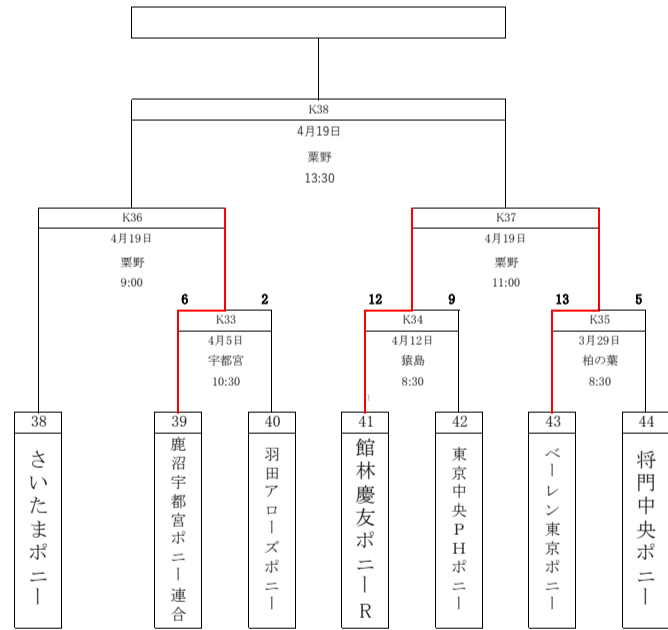 K38
4月19日
粟野
13:30
K36
K37
4月19日
4月19日
粟野
粟野
9:00
11:00
6
2
12
9
13
5
K33
K34
K35
4月5日
4月12日
3月29日
宇都宮
猿島
柏の葉
10:30
8:30
8:30
38
39
40
41
42
43
44
さいたまポニー
鹿沼宇都宮ポニー連合
羽田アローズポニー
館林慶友ポニーR
東京中央PHポニー
ベーレン東京ポニー
将門中央ポニー